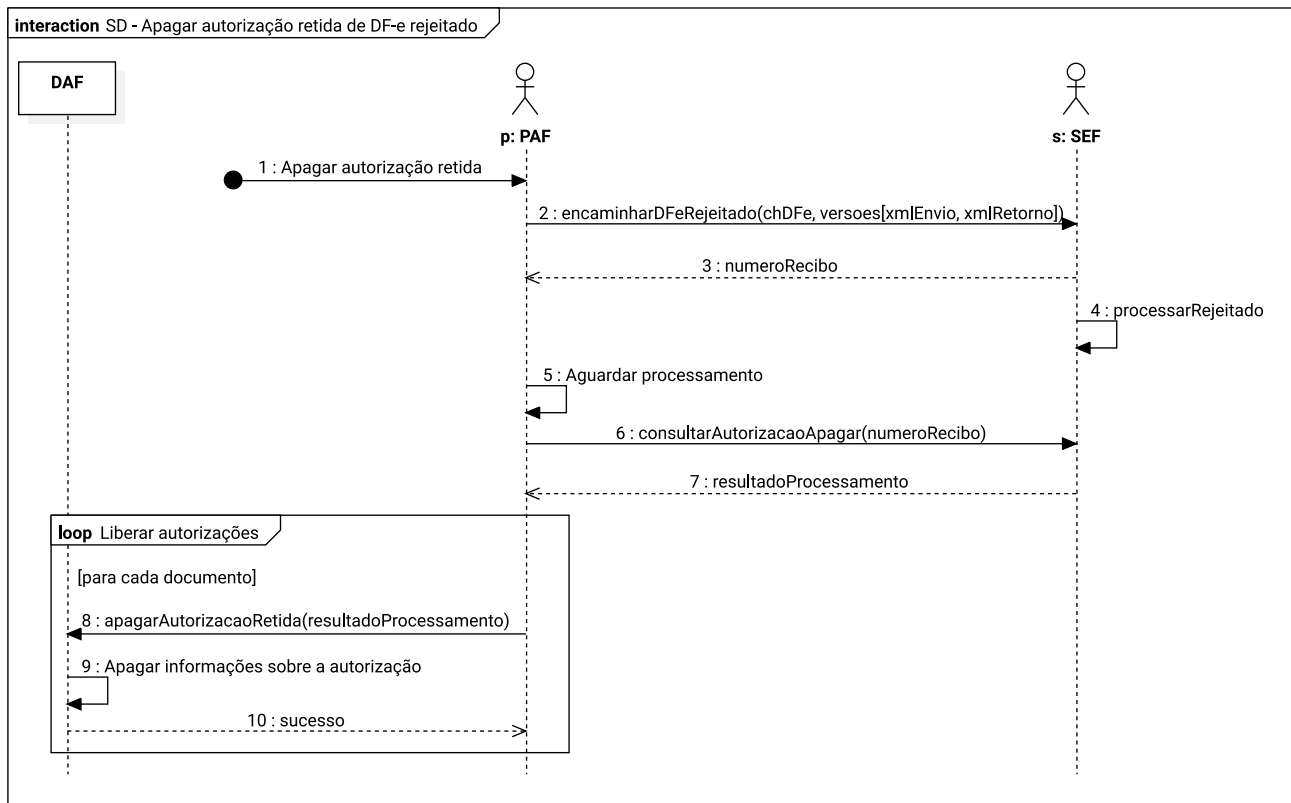 interaction SD - Apagar autorização retida de DF-e rejeitado
DAF
p: PAF
s: SEF
1 : Apagar autorização retida
2 : encaminharDFeRejeitado(chDFe, versoes[xmlEnvio, xmlRetorno])
3 : numeroRecibo
4 : processarRejeitado
5 : Aguardar processamento
6 : consultarAutorizacaoApagar(numeroRecibo)
7 : resultadoProcessamento
loop Liberar autorizações
[para cada documento]
8 : apagarAutorizacaoRetida(resultadoProcessamento)
9 : Apagar informações sobre a autorização
10 : sucesso